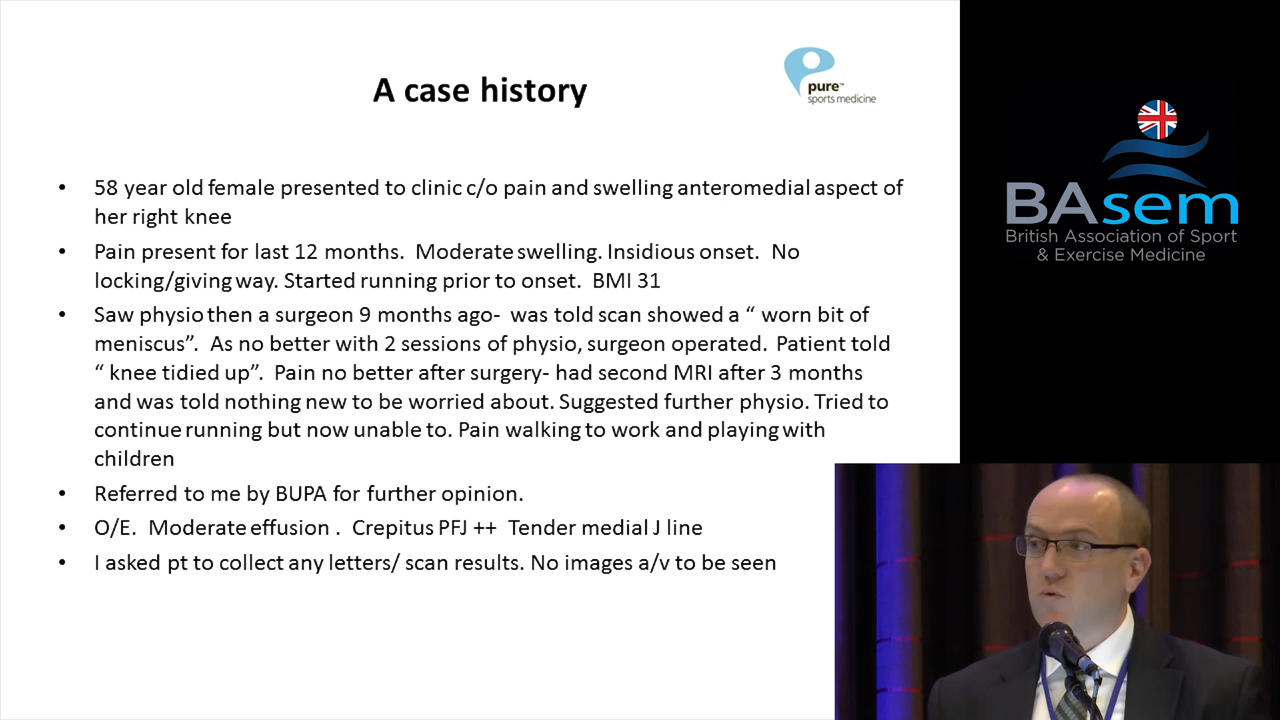 A case history
pure™
sports medicine
• 58 year old female presented to clinic c/o pain and swelling anteromedial aspect of
her right knee
• Pain present for last 12 months. Moderate swelling. Insidious onset. No
locking/giving way. Started running prior to onset. BMI 31
• Saw physio then a surgeon 9 months ago- was told scan showed a “ worn bit of
meniscus”. As no better with 2 sessions of physio, surgeon operated. Patient told
“ knee tidied up”. Pain no better after surgery- had second MRI after 3 months
and was told nothing new to be worried about. Suggested further physio. Tried to
continue running but now unable to. Pain walking to work and playing with
children
• Referred to me by BUPA for further opinion.
• O/E. Moderate effusion . Crepitus PFJ ++ Tender medial J line
• I asked pt to collect any letters/ scan results. No images a/v to be seen
BAsem
British Association of Sport
& Exercise Medicine